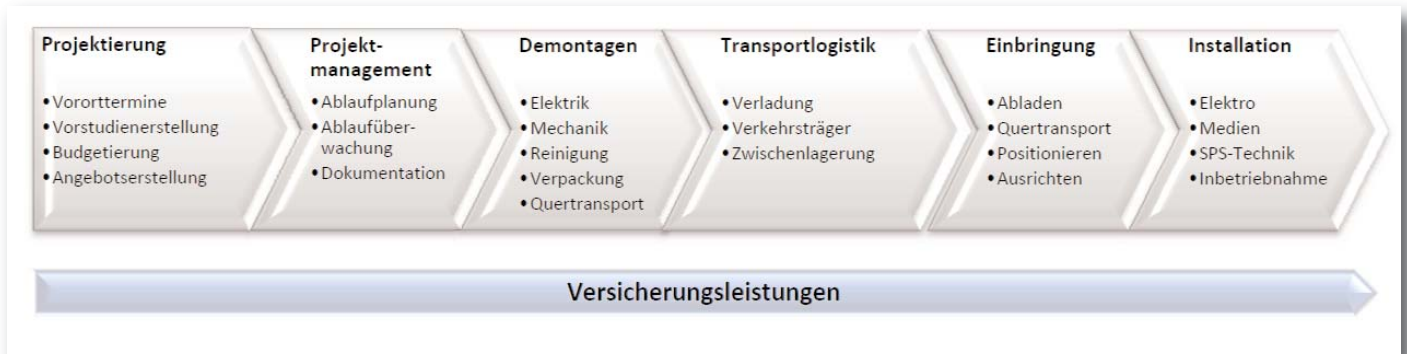 Projektierung
• Vororttermine
• Vorstudienerstellung
• Budgetierung
• Angebotserstellung
Projekt-
management
• Ablaufplanung
• Ablaufüber-
wachung
• Dokumentation
Demontagen
• Elektrik
• Mechanik
• Reinigung
• Verpackung
• Quertransport
Transportlogistik
• Verladung
• Verkehrsträger
• Zwischenlagerung
Einbringung
• Abladen
• Quertransport
• Positionieren
• Ausrichten
Installation
• Elektro
• Medien
• SPS-Technik
• Inbetriebnahme
Versicherungsleistungen